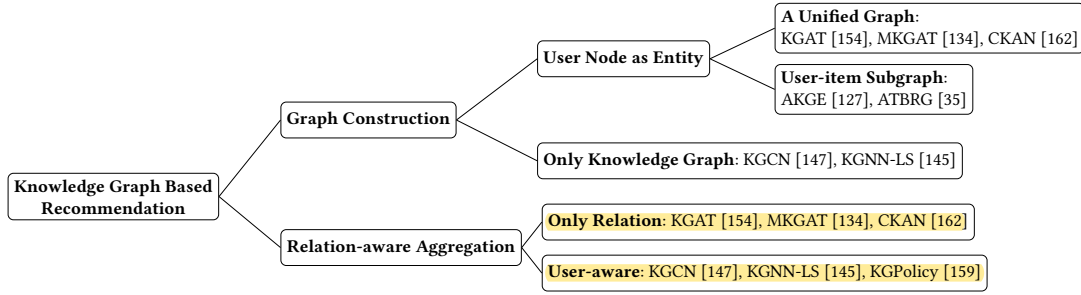 A Unified Graph:
KGAT [154], MKGAT [134], CKAN [162]
User Node as Entity
User-item Subgraph:
AKGE [127], ATBRG [35]
Graph Construction
Only Knowledge Graph: KGCN [147], KGNN-LS [145]
Knowledge Graph Based
Recommendation
Only Relation: KGAT [154], MKGAT [134], CKAN [162]
Relation-aware Aggregation
User-aware: KGCN [147], KGNN-LS [145], KGPolicy [159]